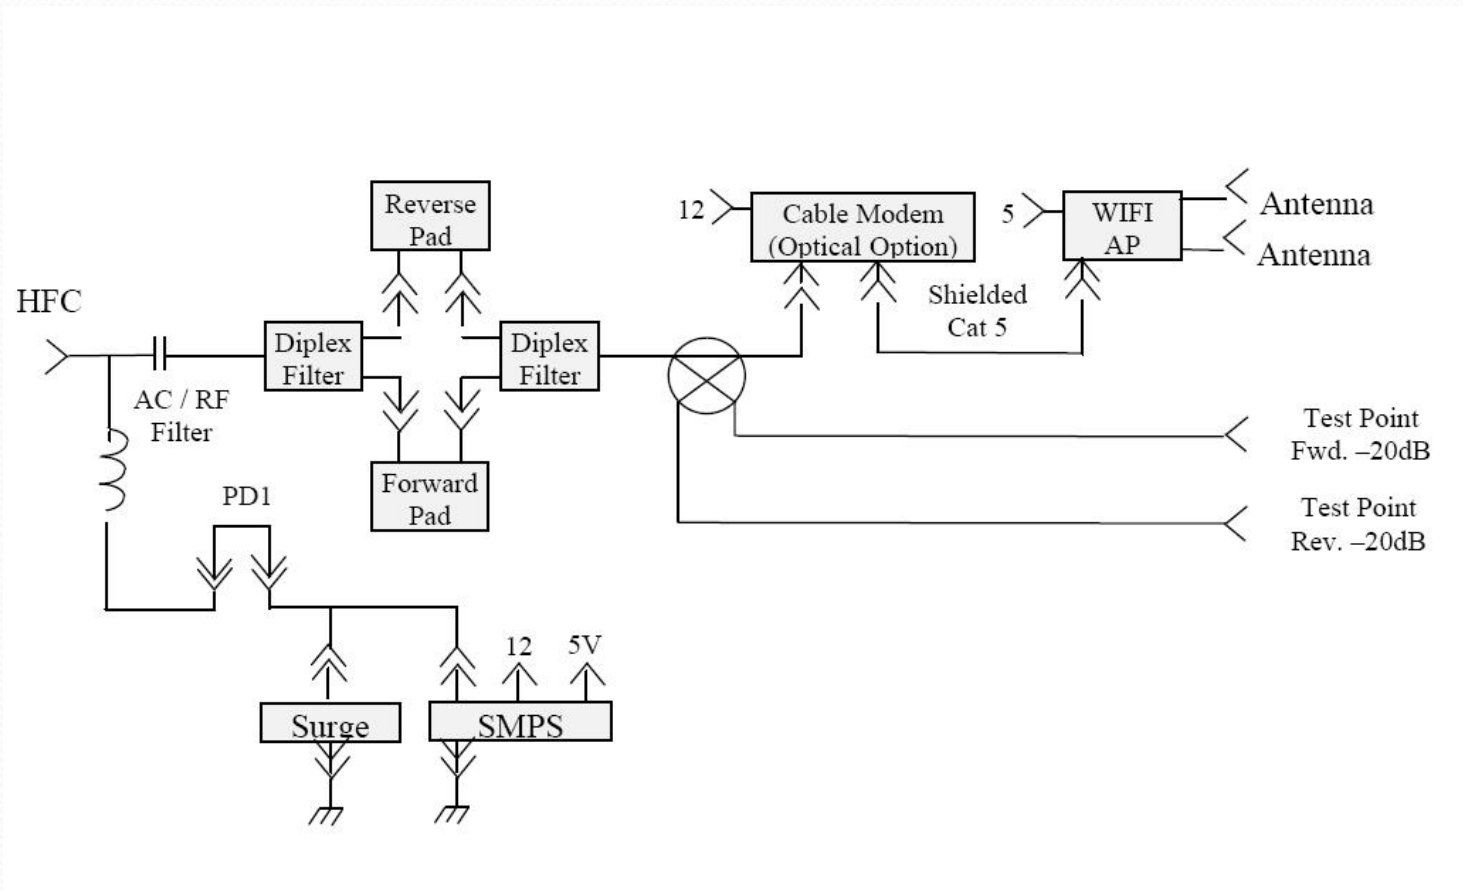 Reverse
Pad
12
Cable Modem
(Optical Option)
5
WIFI
AP
Antenna
Antenna
HFC
Shielded
Cat 5
Diplex
Filter
Diplex
Filter
AC / RF
Filter
Test Point
Fwd. –20dB
PD1
Forward
Pad
Test Point
Rev. –20dB
12
5V
Surge
SMPS